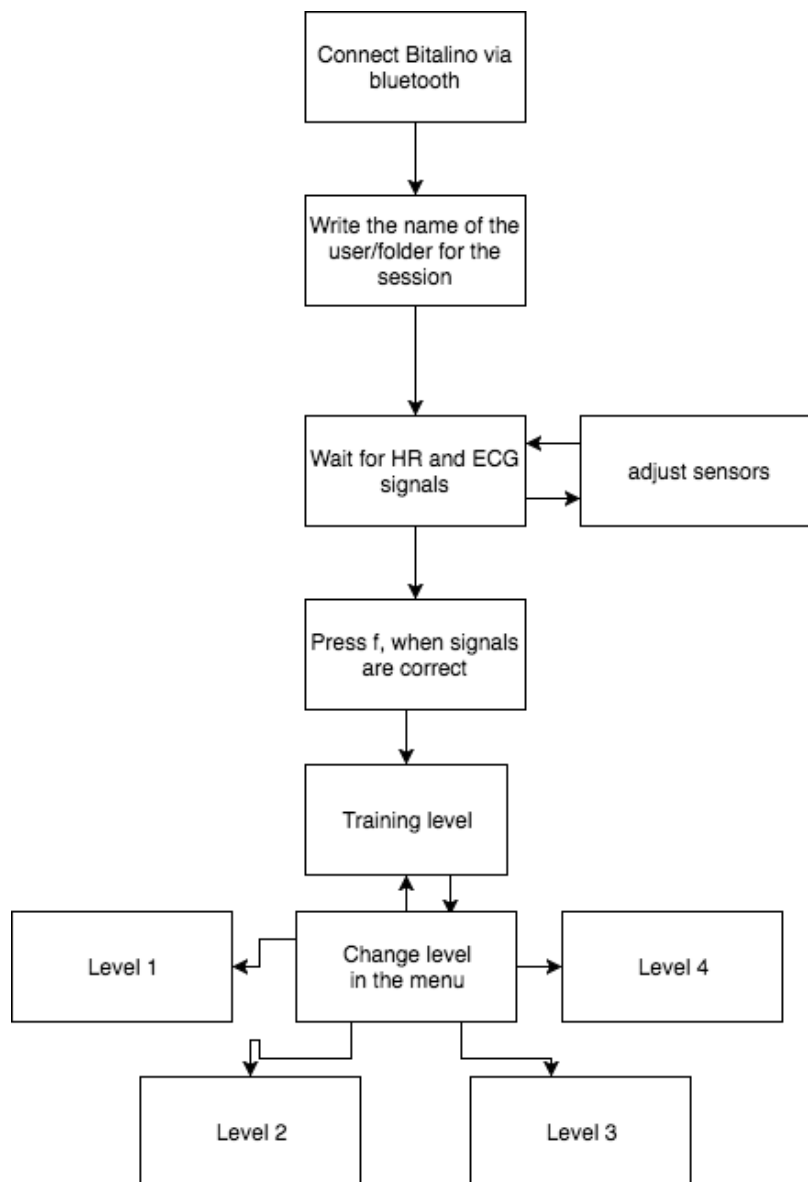 Connect Bitalino via
bluetooth
Write the name of the
user/folder for the
session
Wait for HR and ECG
signals
adjust sensors
Press f, when signals
are correct
Training level
Level 1
Change level
in the menu
Level 4
Level 2
Level 3